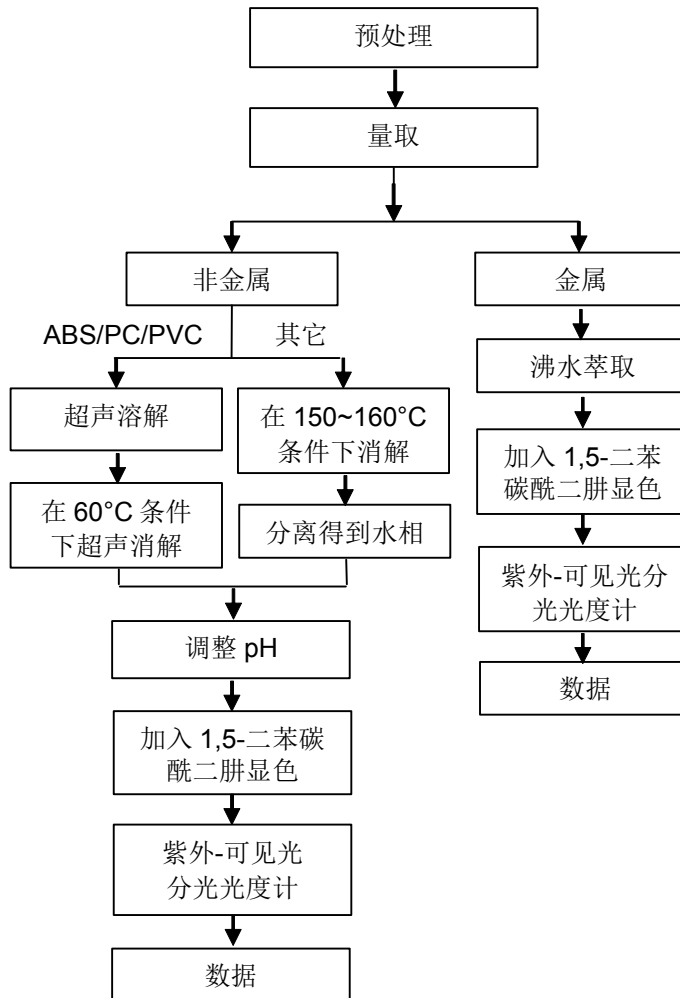 预处理
量取
非金属
金属
ABS/PC/PVC
其它
超声溶解
在 60°C 条件
下超声消解
在 150~160°C
条件下消解
分离得到水相
调整 pH
加入 1,5-二苯碳
酰二肼显色
紫外-可见光
分光光度计
数据
沸水萃取
加入 1,5-二苯
碳酰二肼显色
紫外-可见光分
光光度计
数据